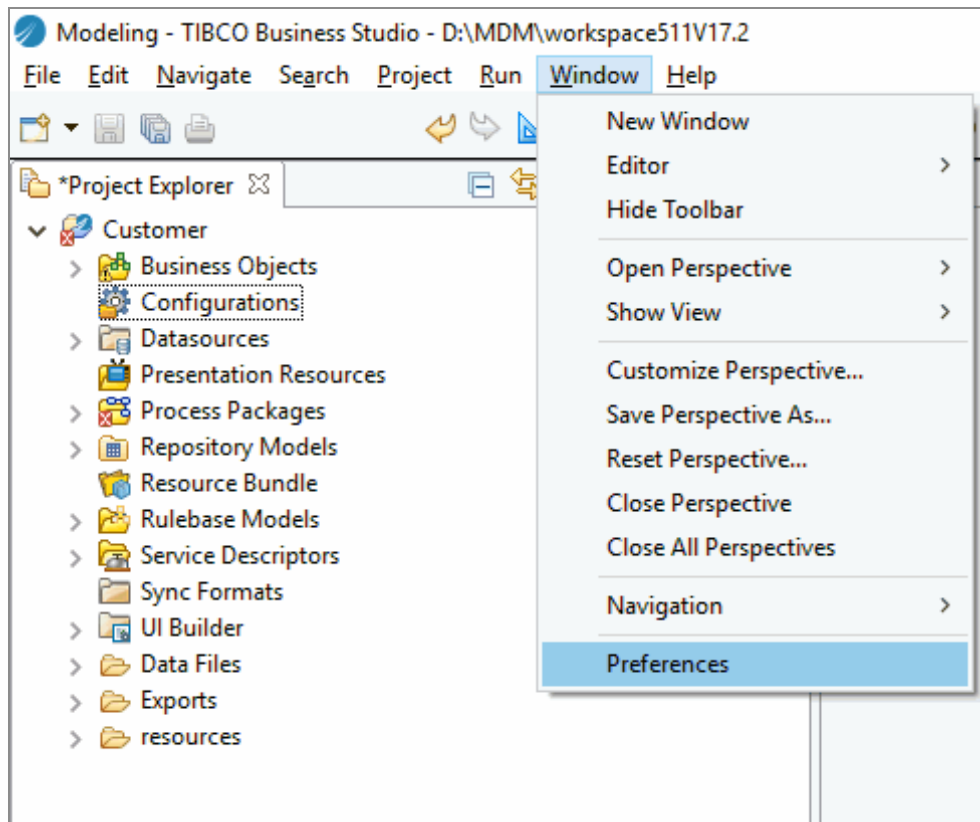 Modeling - TIBCO Business Studio - D:\MDM\workspace511V17.2
File Edit Navigate Search Project Run Window Help
*Project Explorer
Customer
Business Objects
Configurations
Datasources
Presentation Resources
Process Packages
Repository Models
Resource Bundle
Rulebase Models
Service Descriptors
Sync Formats
UI Builder
Data Files
Exports
resources
New Window
Editor
Hide Toolbar
Open Perspective
Show View
Customize Perspective...
Save Perspective As...
Reset Perspective...
Close Perspective
Close All Perspectives
Navigation
Preferences